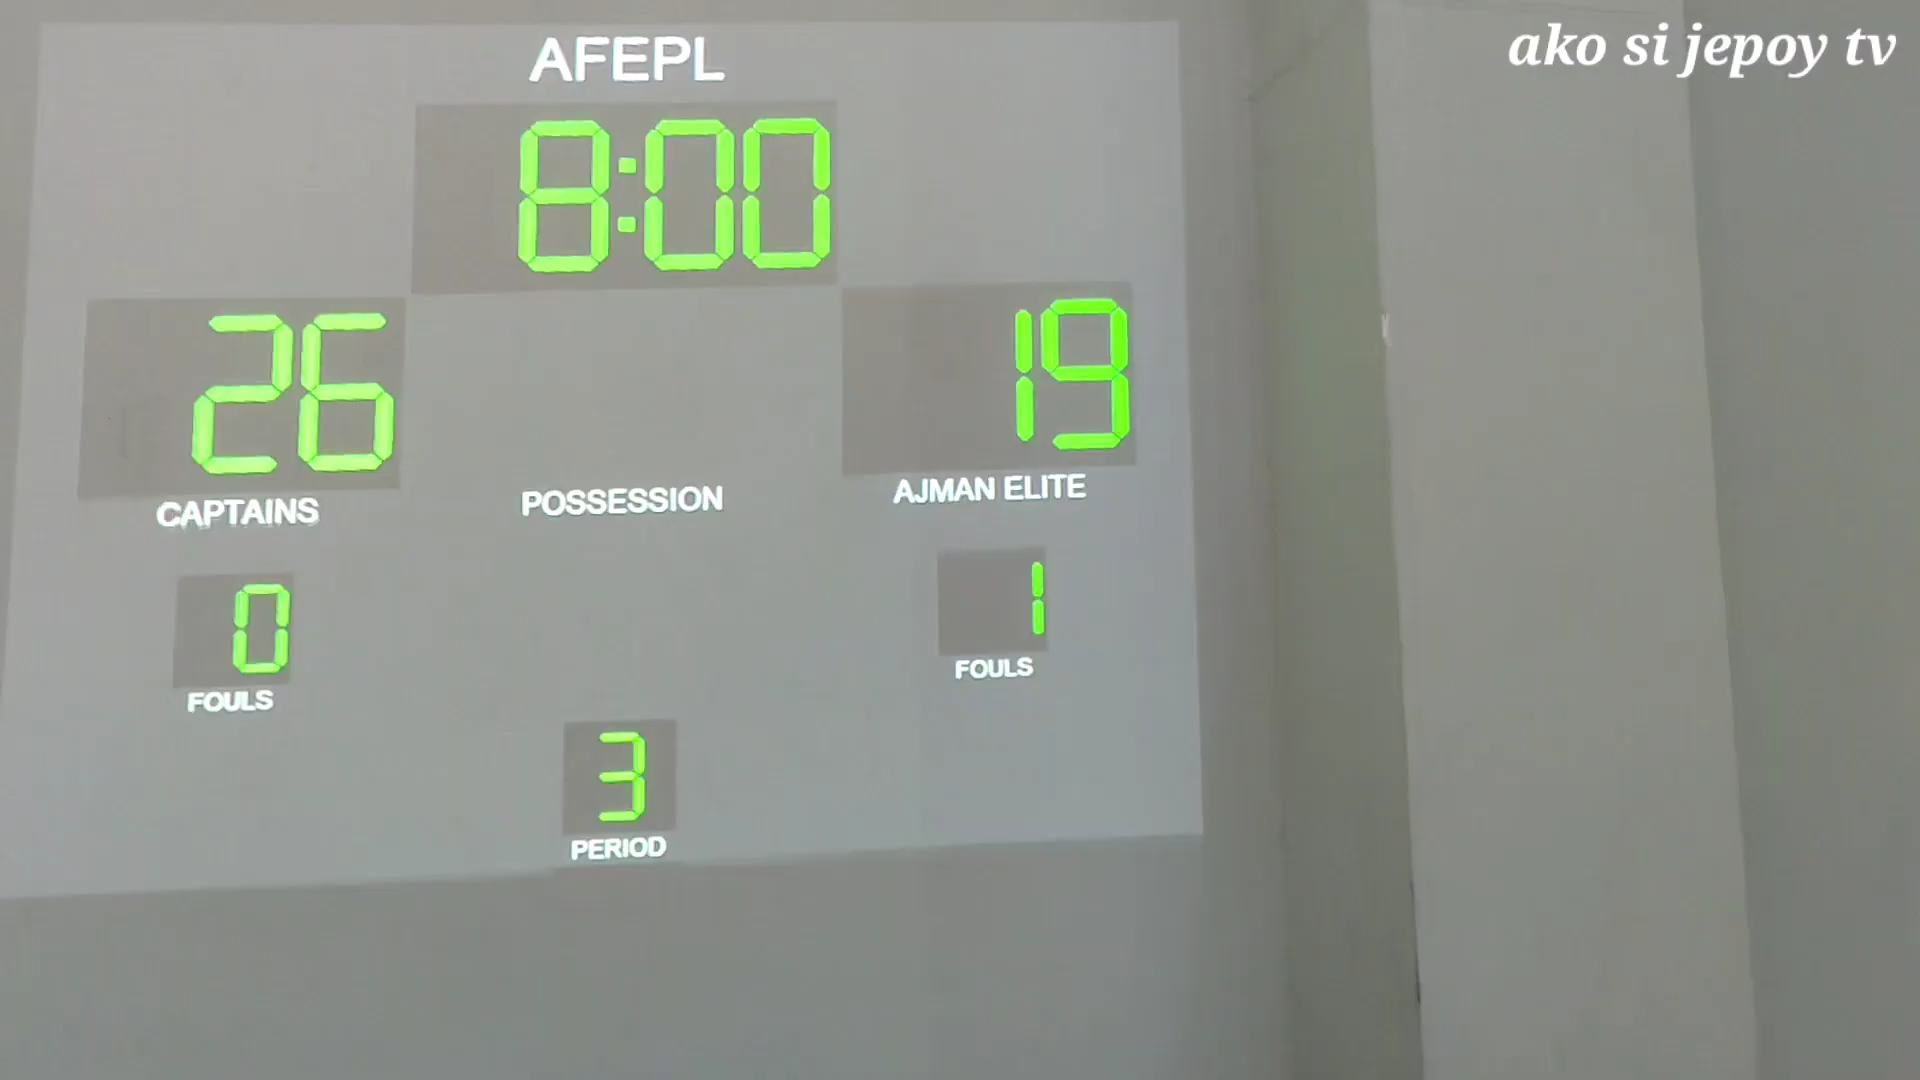 ako si jepoy tv
AFEPL
8:00
26
19
CAPTAINS
POSSESSION
AJMAN ELITE
0
1
FOULS
FOULS
3
PERIOD